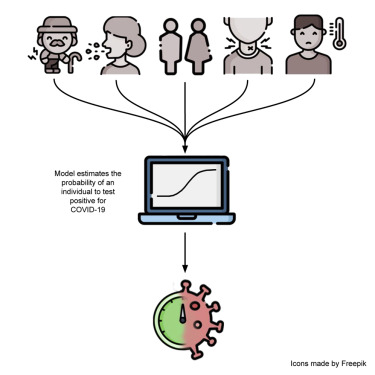 Model estimates the
probability of an
individual to test
positive for
COVID-19
Icons made by Freepik